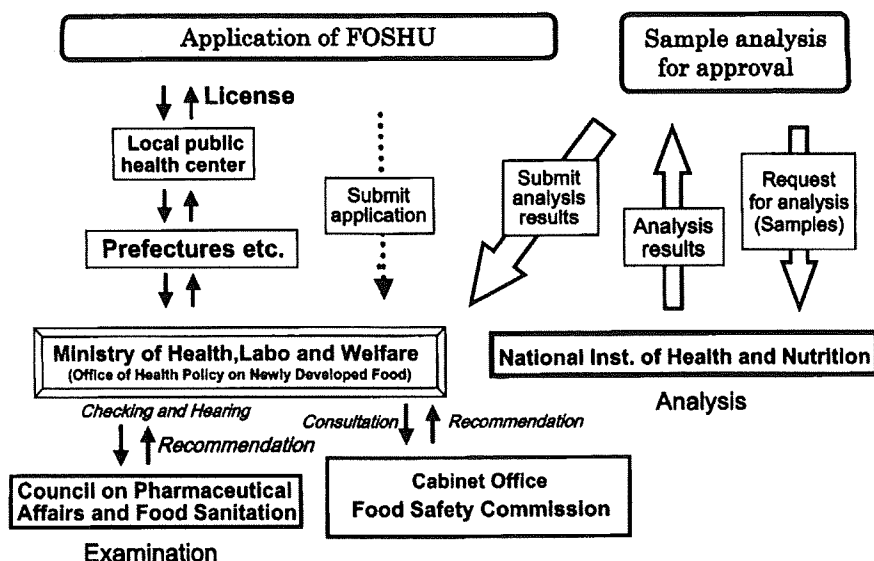 Application of FOSHU
Sample analysis
for approval
License
Local public
health center
Submit
application
Prefectures etc.
Submit
analysis
results
Analysis
results
Request
for analysis
(Samples)
Ministry of Health,Labo and Welfare
(Office of Health Policy on Newly Developed Food)
National Inst. of Health and Nutrition
Analysis
Checking and Hearing
Recommendation
Consultation
Recommendation
Council on Pharmaceutical
Affairs and Food Sanitation
Examination
Cabinet Office
Food Safety Commission